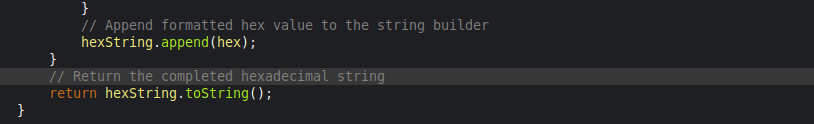 }
// Append formatted hex value to the string builder
hexString.append(hex);
}
// Return the completed hexadecimal string
return hexString.toString();
}